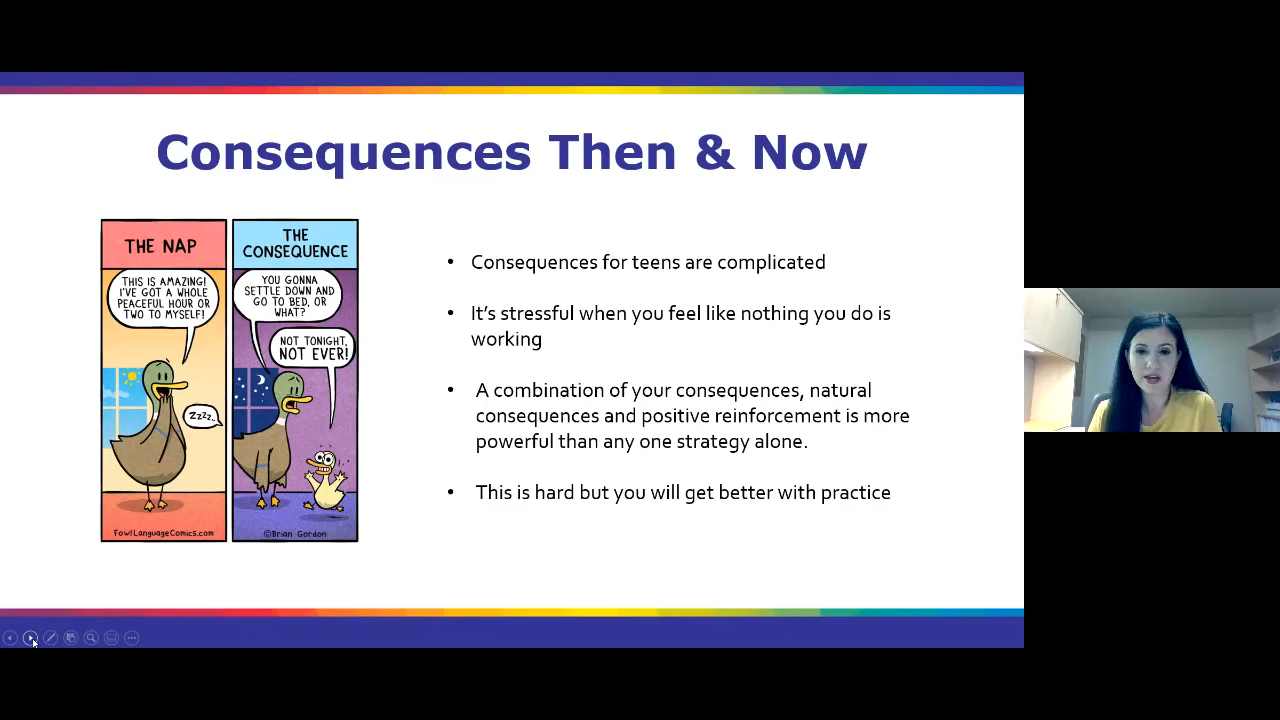 Consequences Then & Now
THE NAP
THIS IS AMAZING!
I'VE GOT A WHOLE
PEACEFUL HOUR OR
TWO TO MYSELF!
ZZZZ...
FowlLanguageComics.com
THE
CONSEQUENCE
YOU GONNA
SETTLE DOWN AND
GO TO BED, OR
WHAT?
NOT TONIGHT,
NOT EVER!
©Brian Gordon
• Consequences for teens are complicated
• It's stressful when you feel like nothing you do is
working
• A combination of your consequences, natural
consequences and positive reinforcement is more
powerful than any one strategy alone.
• This is hard but you will get better with practice